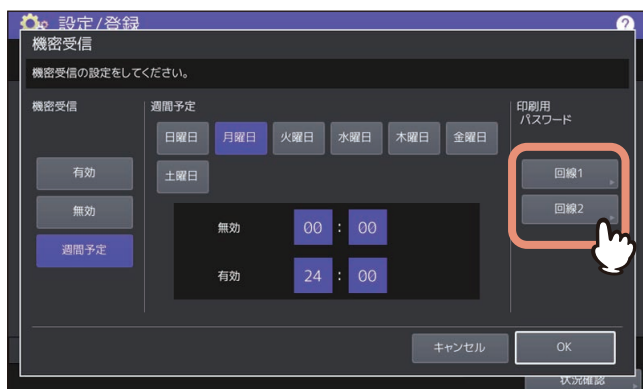 設定/登録
?
機密受信
機密受信の設定をしてください。
機密受信
有効
無効
週間予定
週間予定
日曜日 月曜日 火曜日 水曜日 木曜日 金曜日
土曜日
無効 00 : 00
有効 24 : 00
印刷用
パスワード
回線1
回線2
キャンセル OK
状況確認